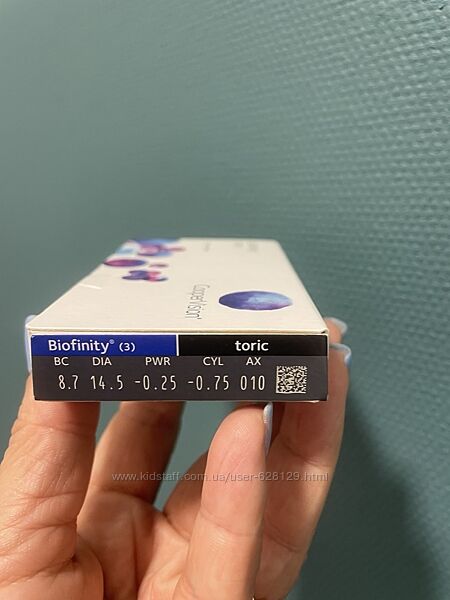 CooperVision®
Biofinity® (3) toric
BC DIA PWR CYL AX
8.7 14.5 -0.25 -0.75 010
www.kidstaff.com.ua/user-628129.html